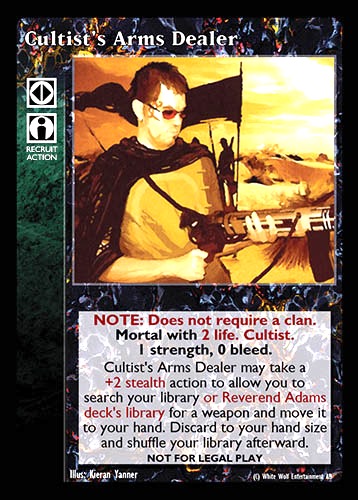 Cultist's Arms Dealer
RECRUIT
ACTION
NOTE: Does not require a clan.
Mortal with 2 life. Cultist.
1 strength, 0 bleed.
Cultist's Arms Dealer may take a
+2 stealth action to allow you to
search your library or Reverend Adams
deck's library for a weapon and move it
to your hand. Discard to your hand size
and shuffle your library afterward.
NOT FOR LEGAL PLAY
Illus: Kieran Yanner
(C) White Wolf Entertainment AB